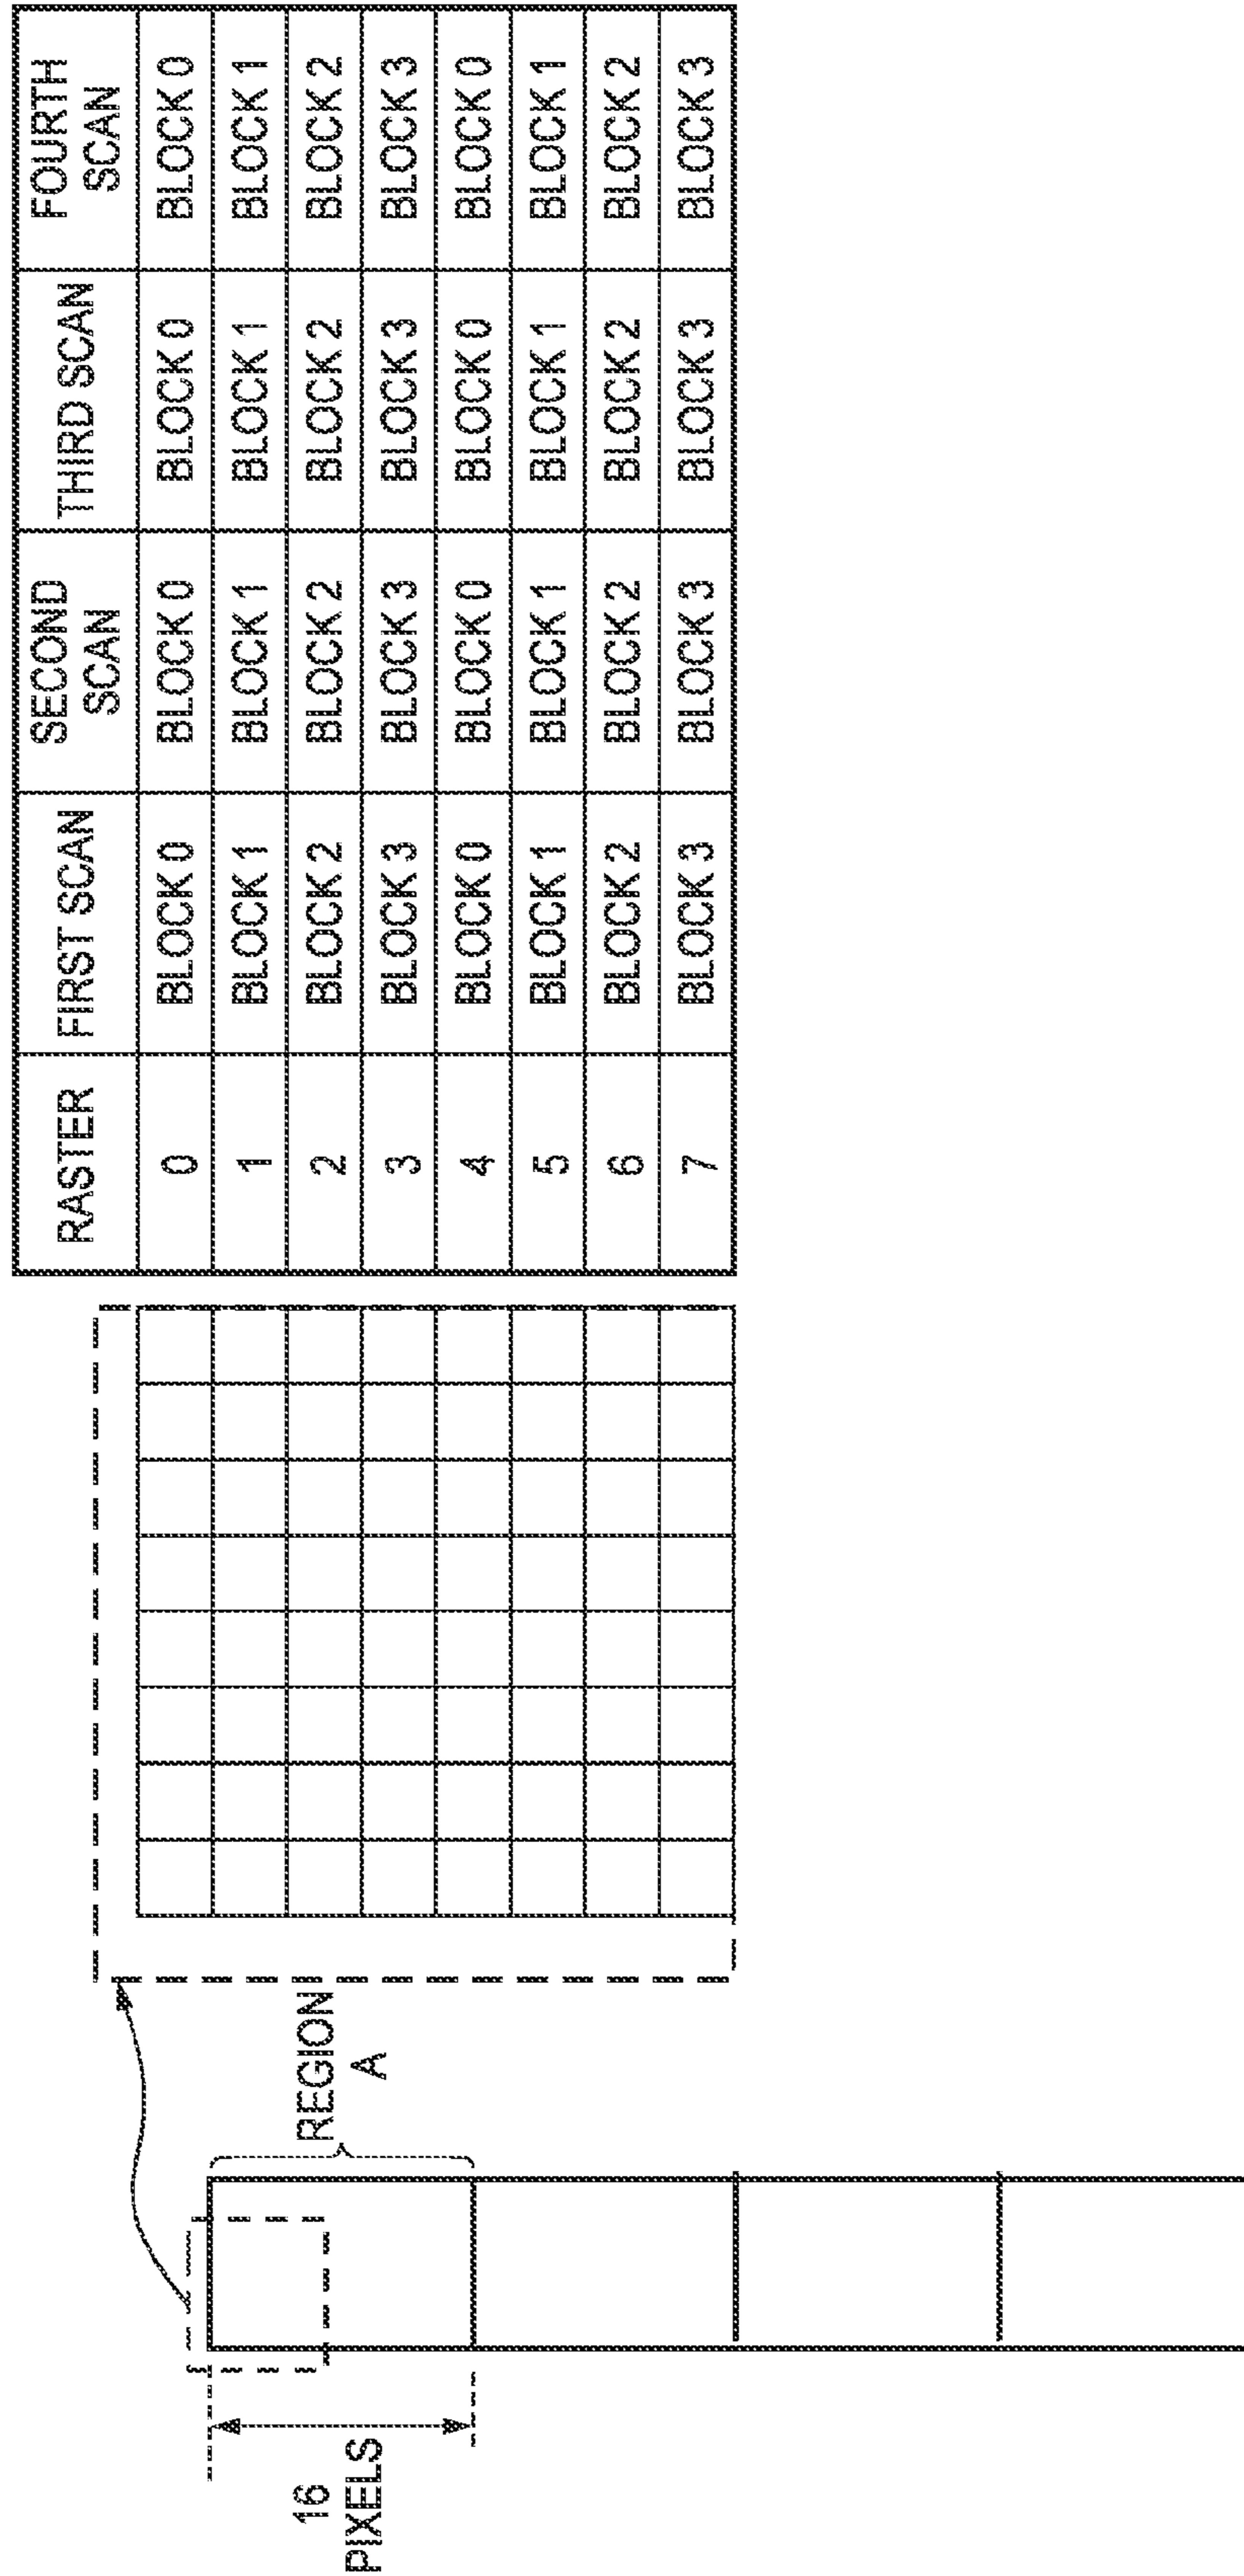 16
PIXELS
REGION
A
RASTER FIRST SCAN SECOND SCAN THIRD SCAN FOURTH SCAN
0 BLOCK 0 BLOCK 0 BLOCK 0 BLOCK 0
1 BLOCK 1 BLOCK 1 BLOCK 1 BLOCK 1
2 BLOCK 2 BLOCK 2 BLOCK 2 BLOCK 2
3 BLOCK 3 BLOCK 3 BLOCK 3 BLOCK 3
4 BLOCK 0 BLOCK 0 BLOCK 0 BLOCK 0
5 BLOCK 1 BLOCK 1 BLOCK 1 BLOCK 1
6 BLOCK 2 BLOCK 2 BLOCK 2 BLOCK 2
7 BLOCK 3 BLOCK 3 BLOCK 3 BLOCK 3